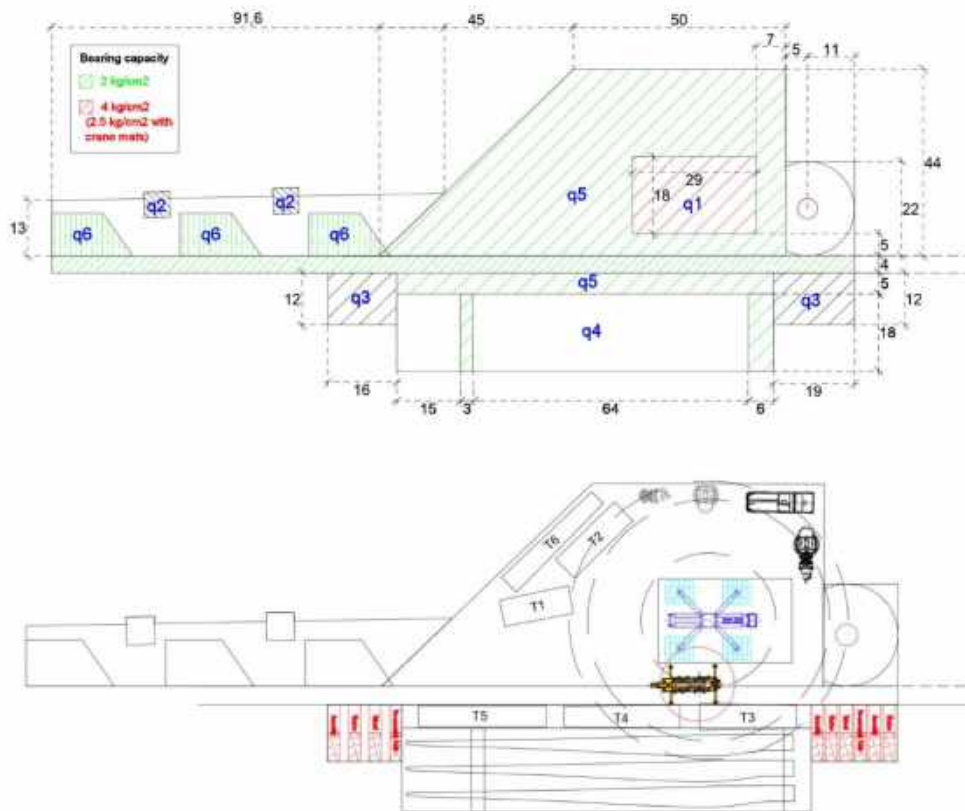 91,6
45
50
7
5
11
Bearing capacity
2 kg/cm2
4 kg/cm2
(2.5 kg/cm2 with
crane mats)
44
22
29
18
q1
q5
q2
q2
13
q6
q6
q6
5
4
5
q5
q3
q3
12
12
q4
18
16
19
15
3
64
6
T6
T2
T1
T5
T4
T3